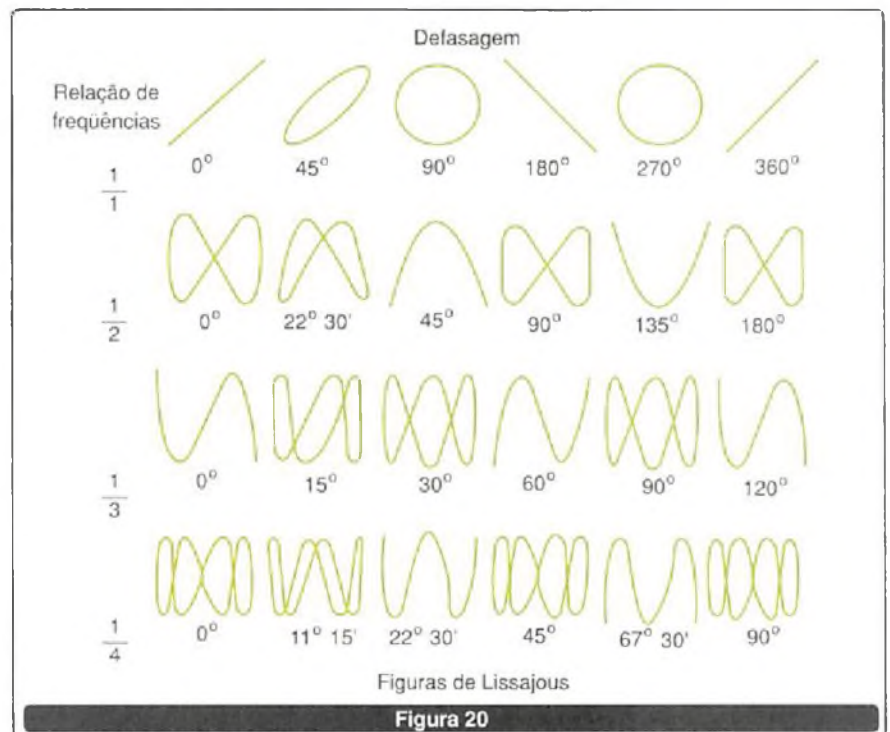 Defasagem
Relação de
freqüências
0° 45° 90° 180° 270° 360°
1
1
0° 22° 30' 45° 90° 135° 180°
1
2
0° 15° 30° 60° 90° 120°
1
3
0° 11° 15' 22° 30' 45° 67° 30' 90°
1
4
Figuras de Lissajous
Figura 20